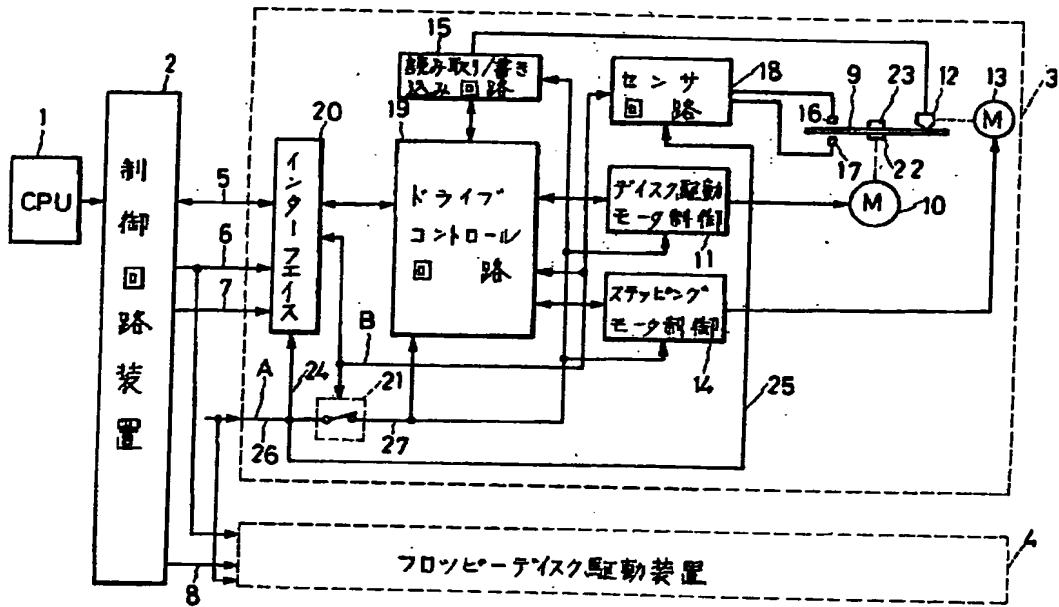 15
読み取り/書き
込み回路
センサ
回路
18
23
12
13
3
16
9
M
17
22
2
20
19
1
CPU
制御回路装置
5
インターフェイス
ドライブ
コントロール
回路
ディスク駆動
モータ制御
11
M
10
6
7
ステッピング
モータ制御
14
B
21
A
24
25
26
27
フロッピーディスク駆動装置
4
8